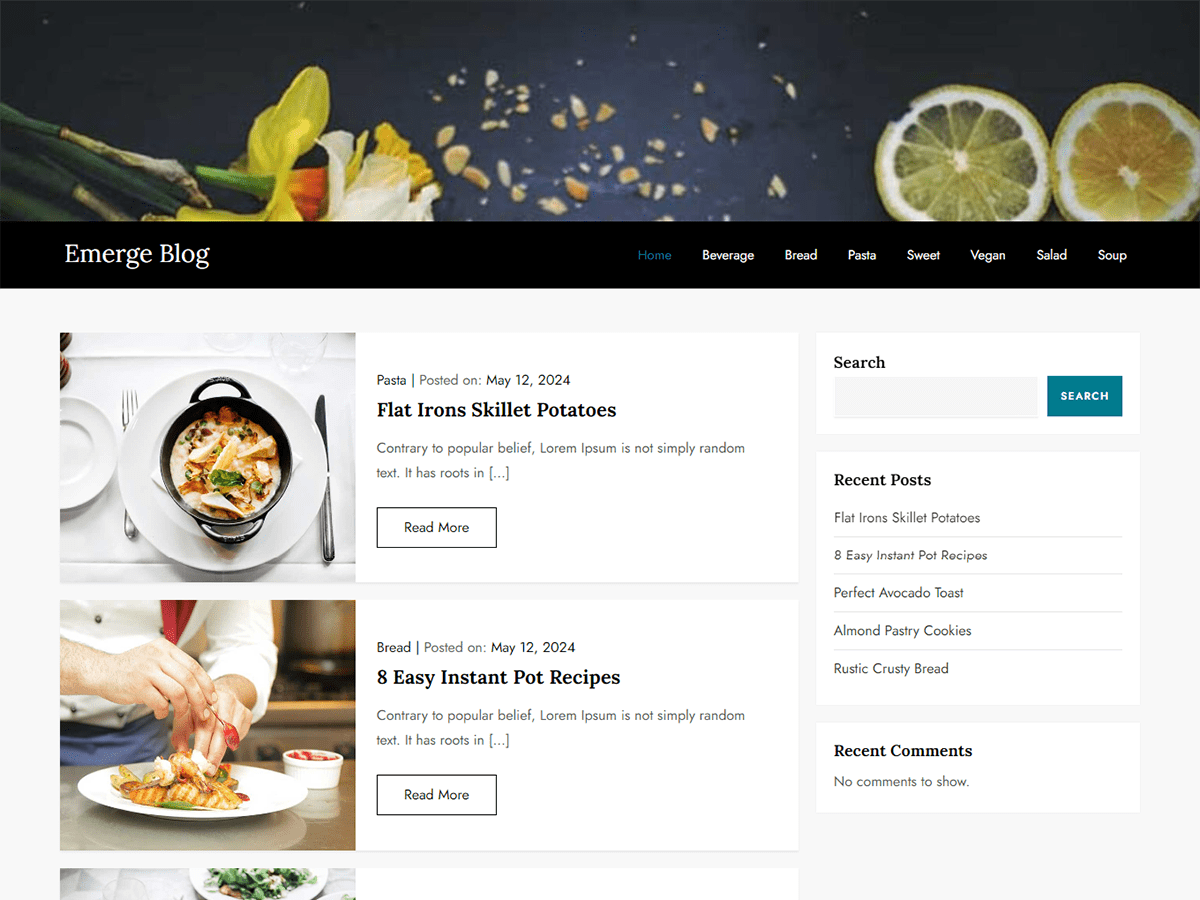 Emerge Blog
Home Beverage Bread Pasta Sweet Vegan Salad Soup
Pasta | Posted on: May 12, 2024
Flat Irons Skillet Potatoes
Contrary to popular belief, Lorem Ipsum is not simply random
text. It has roots in [...]
Read More
Bread | Posted on: May 12, 2024
8 Easy Instant Pot Recipes
Contrary to popular belief, Lorem Ipsum is not simply random
text. It has roots in [...]
Read More
Search
SEARCH
Recent Posts
Flat Irons Skillet Potatoes
8 Easy Instant Pot Recipes
Perfect Avocado Toast
Almond Pastry Cookies
Rustic Crusty Bread
Recent Comments
No comments to show.